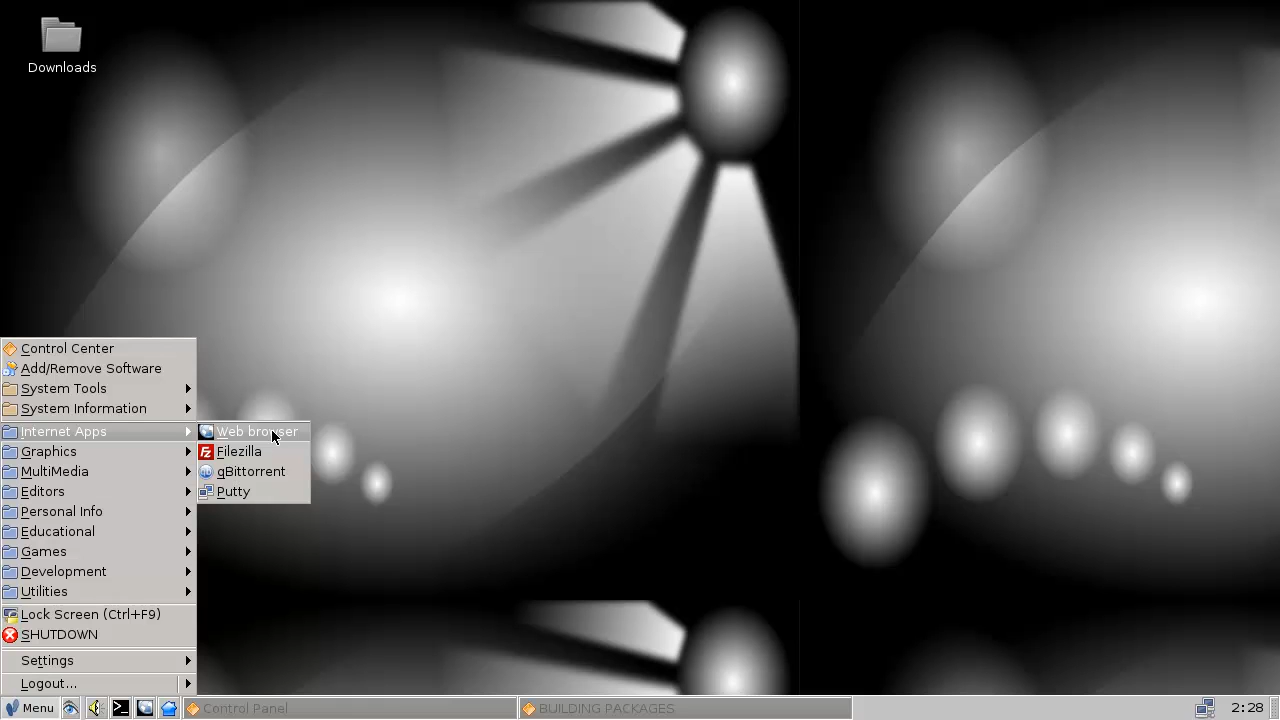 Downloads
Control Center
Add/Remove Software
System Tools
System Information
Internet Apps
Graphics
MultiMedia
Editors
Personal Info
Educational
Games
Development
Utilities
Lock Screen (Ctrl+F9)
SHUTDOWN
Settings
Logout...
Web browser
Filezilla
qBittorrent
Putty
Menu
Control Panel
BUILDING PACKAGES
2:28